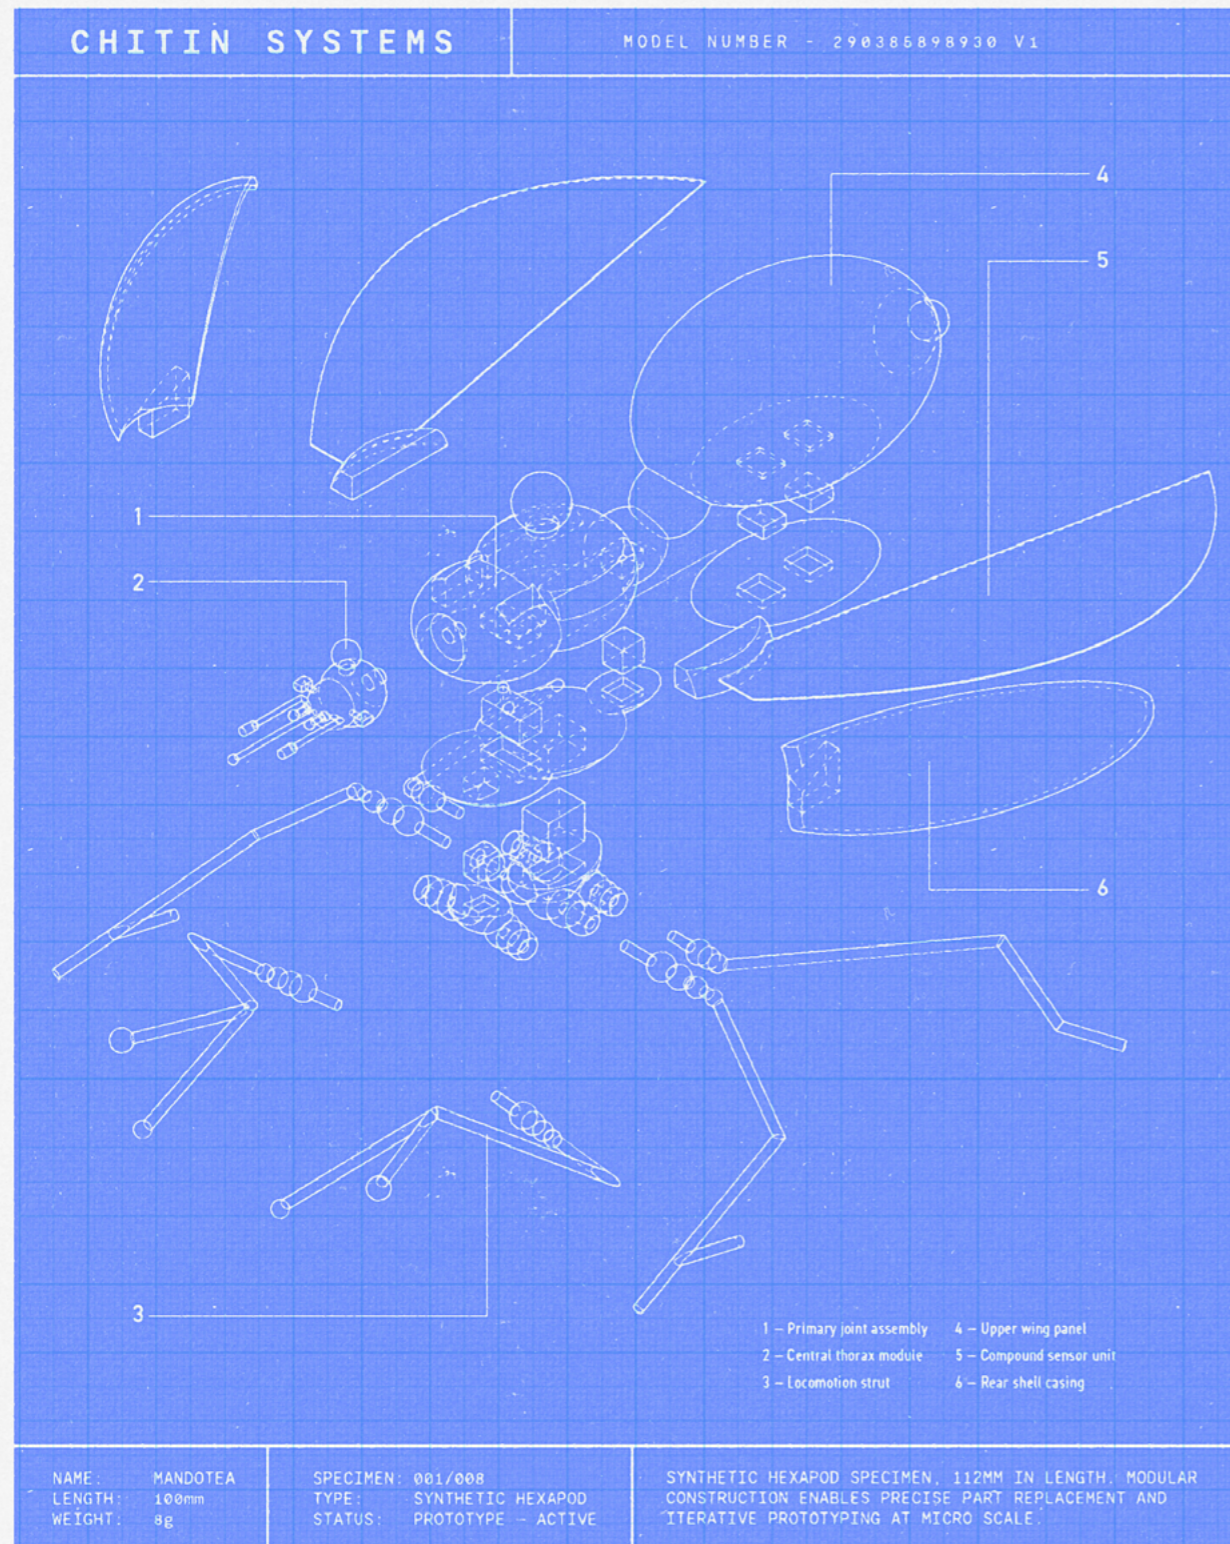 CHITIN SYSTEMS
MODEL NUMBER - 290385898930 V1
4
5
1
2
6
3
1 – Primary joint assembly
2 – Central thorax module
3 – Locomotion strut
4 – Upper wing panel
5 – Compound sensor unit
6 – Rear shell casing
NAME: MANDOTEA
LENGTH: 100mm
WEIGHT: 8g
SPECIMEN: 001/008
TYPE: SYNTHETIC HEXAPOD
STATUS: PROTOTYPE – ACTIVE
SYNTHETIC HEXAPOD SPECIMEN, 112MM IN LENGTH. MODULAR
CONSTRUCTION ENABLES PRECISE PART REPLACEMENT AND
ITERATIVE PROTOTYPING AT MICRO SCALE.